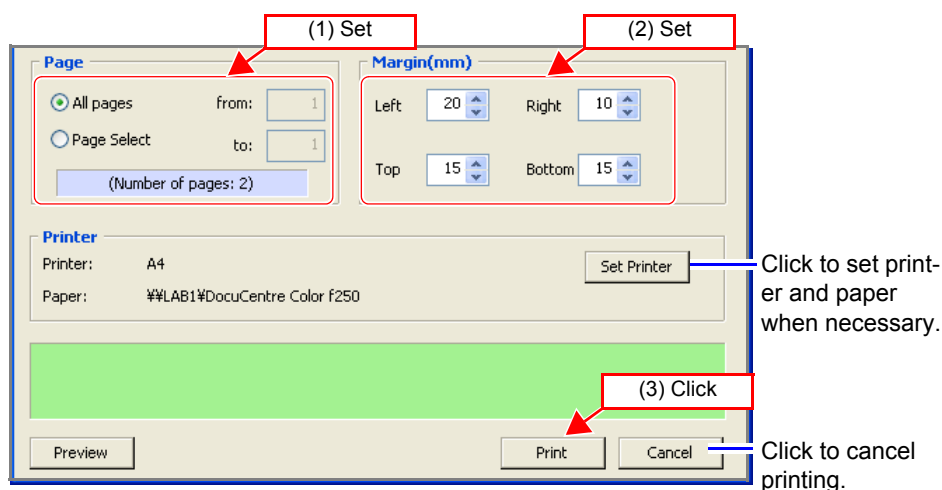 (1) Set
(2) Set
Page
Margin(mm)
All pages
from:
1
Left
20
Right
10
Page Select
to:
1
Top
15
Bottom
15
(Number of pages: 2)
Printer
Printer:
A4
Set Printer
Paper:
¥¥LAB1¥DocuCentre Color f250
Click to set print-
er and paper
when necessary.
(3) Click
Preview
Print
Cancel
Click to cancel
printing.